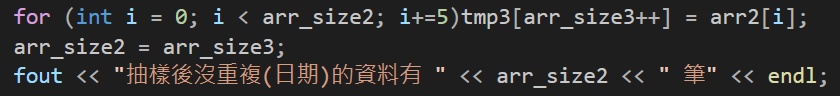 for (int i = 0; i < arr_size2; i+=5)tmp3[arr_size3++] = arr2[i];
arr_size2 = arr_size3;
fout << "抽樣後沒重複(日期)的資料有 " << arr_size2 << " 筆" << endl;